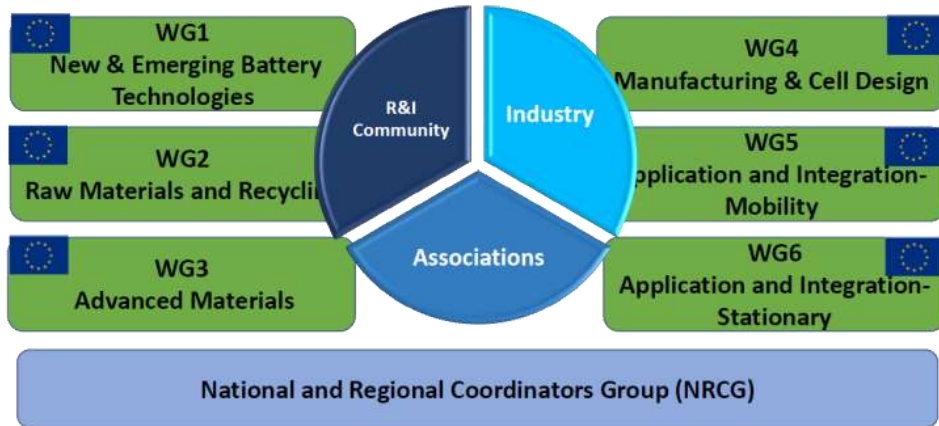 WG1
New & Emerging Battery
Technologies
WG2
Raw Materials and Recyclin
WG3
Advanced Materials
R&I
Community
Industry
Associations
WG4
Manufacturing & Cell Design
WG5
pplication and Integration-
Mobility
WG6
Application and Integration-
Stationary
National and Regional Coordinators Group (NRCG)